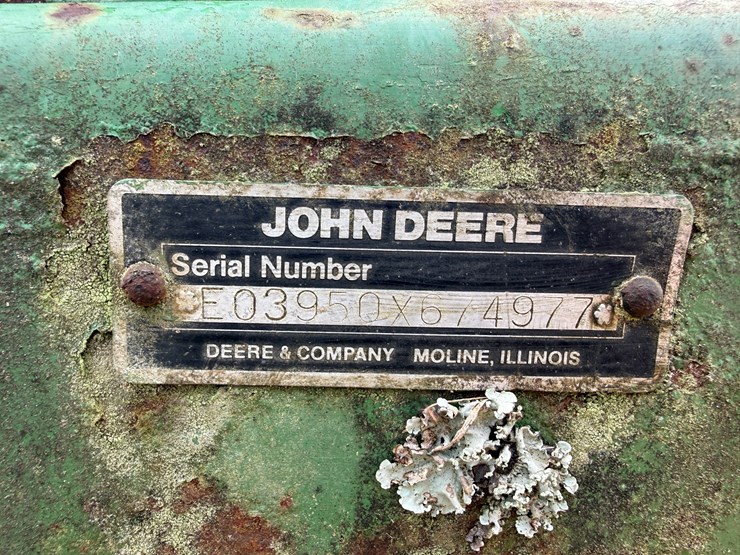 JOHN DEERE
Serial Number
E03950X674977
DEERE & COMPANY MOLINE, ILLINOIS